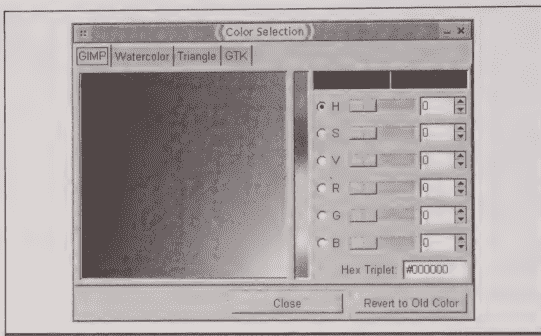 Color Selection
GIMP Watercolor Triangle GTK
H 0
S 0
V 0
R 0
G 0
B 0
Hex Triplet: #000000
Close Revert to Old Color